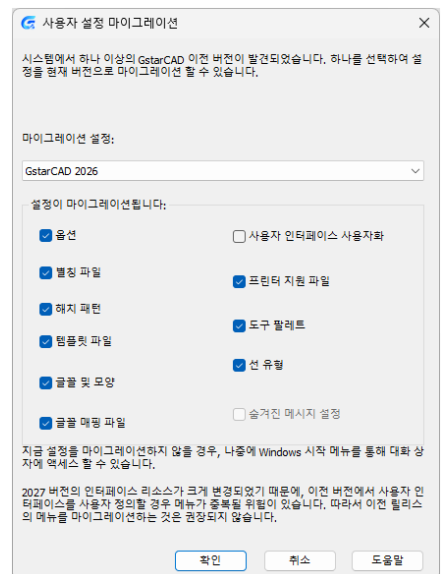 사용자 설정 마이그레이션
시스템에서 하나 이상의 GstarCAD 이전 버전이 발견되었습니다. 하나를 선택하여 설
정을 현재 버전으로 마이그레이션 할 수 있습니다.
마이그레이션 설정:
GstarCAD 2026
설정이 마이그레이션됩니다:
옵션
사용자 인터페이스 사용자화
별칭 파일
프린터 지원 파일
해치 패턴
도구 팔레트
템플릿 파일
선 유형
글꼴 및 모양
숨겨진 메시지 설정
글꼴 매핑 파일
지금 설정을 마이그레이션하지 않을 경우, 나중에 Windows 시작 메뉴를 통해 대화 상
자에 액세스 할 수 있습니다.
2027 버전의 인터페이스 리소스가 크게 변경되었기 때문에, 이전 버전에서 사용자 인
터페이스를 사용자 정의할 경우 메뉴가 중복될 위험이 있습니다. 따라서 이전 릴리스
의 메뉴를 마이그레이션하는 것은 권장되지 않습니다.
확인
취소
도움말